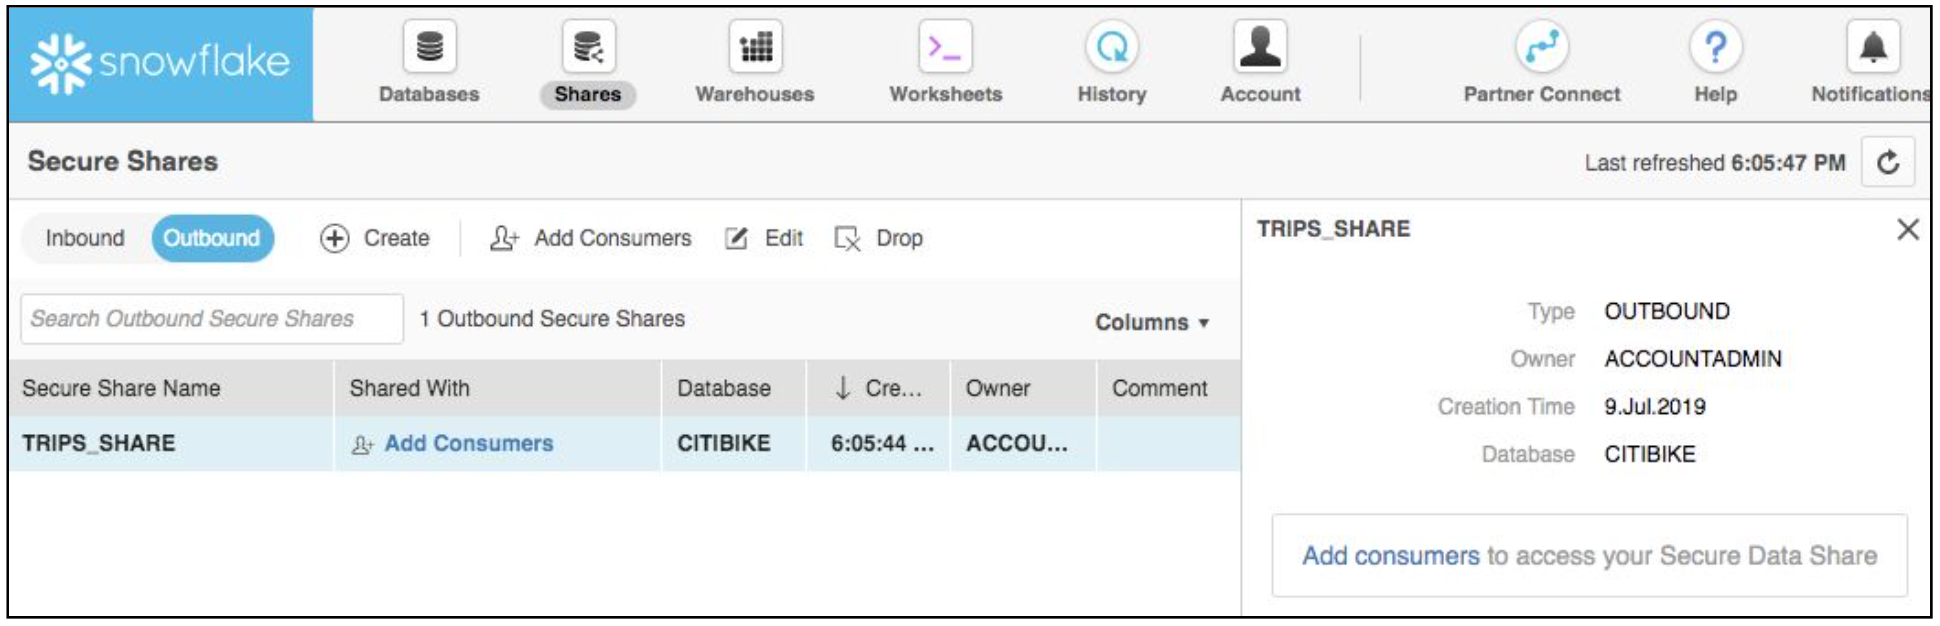 snowflake
Databases Shares Warehouses Worksheets History Account Partner Connect Help Notifications
Secure Shares Last refreshed 6:05:47 PM
Inbound Outbound Create Add Consumers Edit Drop
Search Outbound Secure Shares 1 Outbound Secure Shares Columns
Secure Share Name Shared With Database Cre... Owner Comment
TRIPS_SHARE Add Consumers CITIBIKE 6:05:44 ... ACCOU...
TRIPS_SHARE
Type OUTBOUND
Owner ACCOUNTADMIN
Creation Time 9.Jul.2019
Database CITIBIKE
Add consumers to access your Secure Data Share